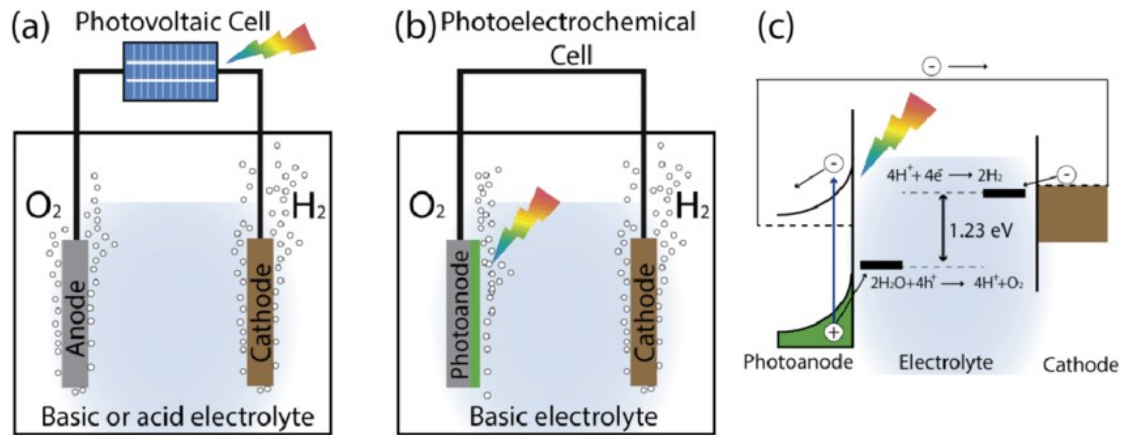 (a) Photovoltaic Cell
O₂
H₂
Anode
Cathode
Basic or acid electrolyte
(b) Photoelectrochemical
Cell
O₂
H₂
Photoanode
Cathode
Basic electrolyte
(c)
-
-
4H⁺+ 4e⁻ → 2H₂
-
1.23 eV
2H₂O+4h⁺ → 4H⁺+O₂
+
Photoanode Electrolyte Cathode